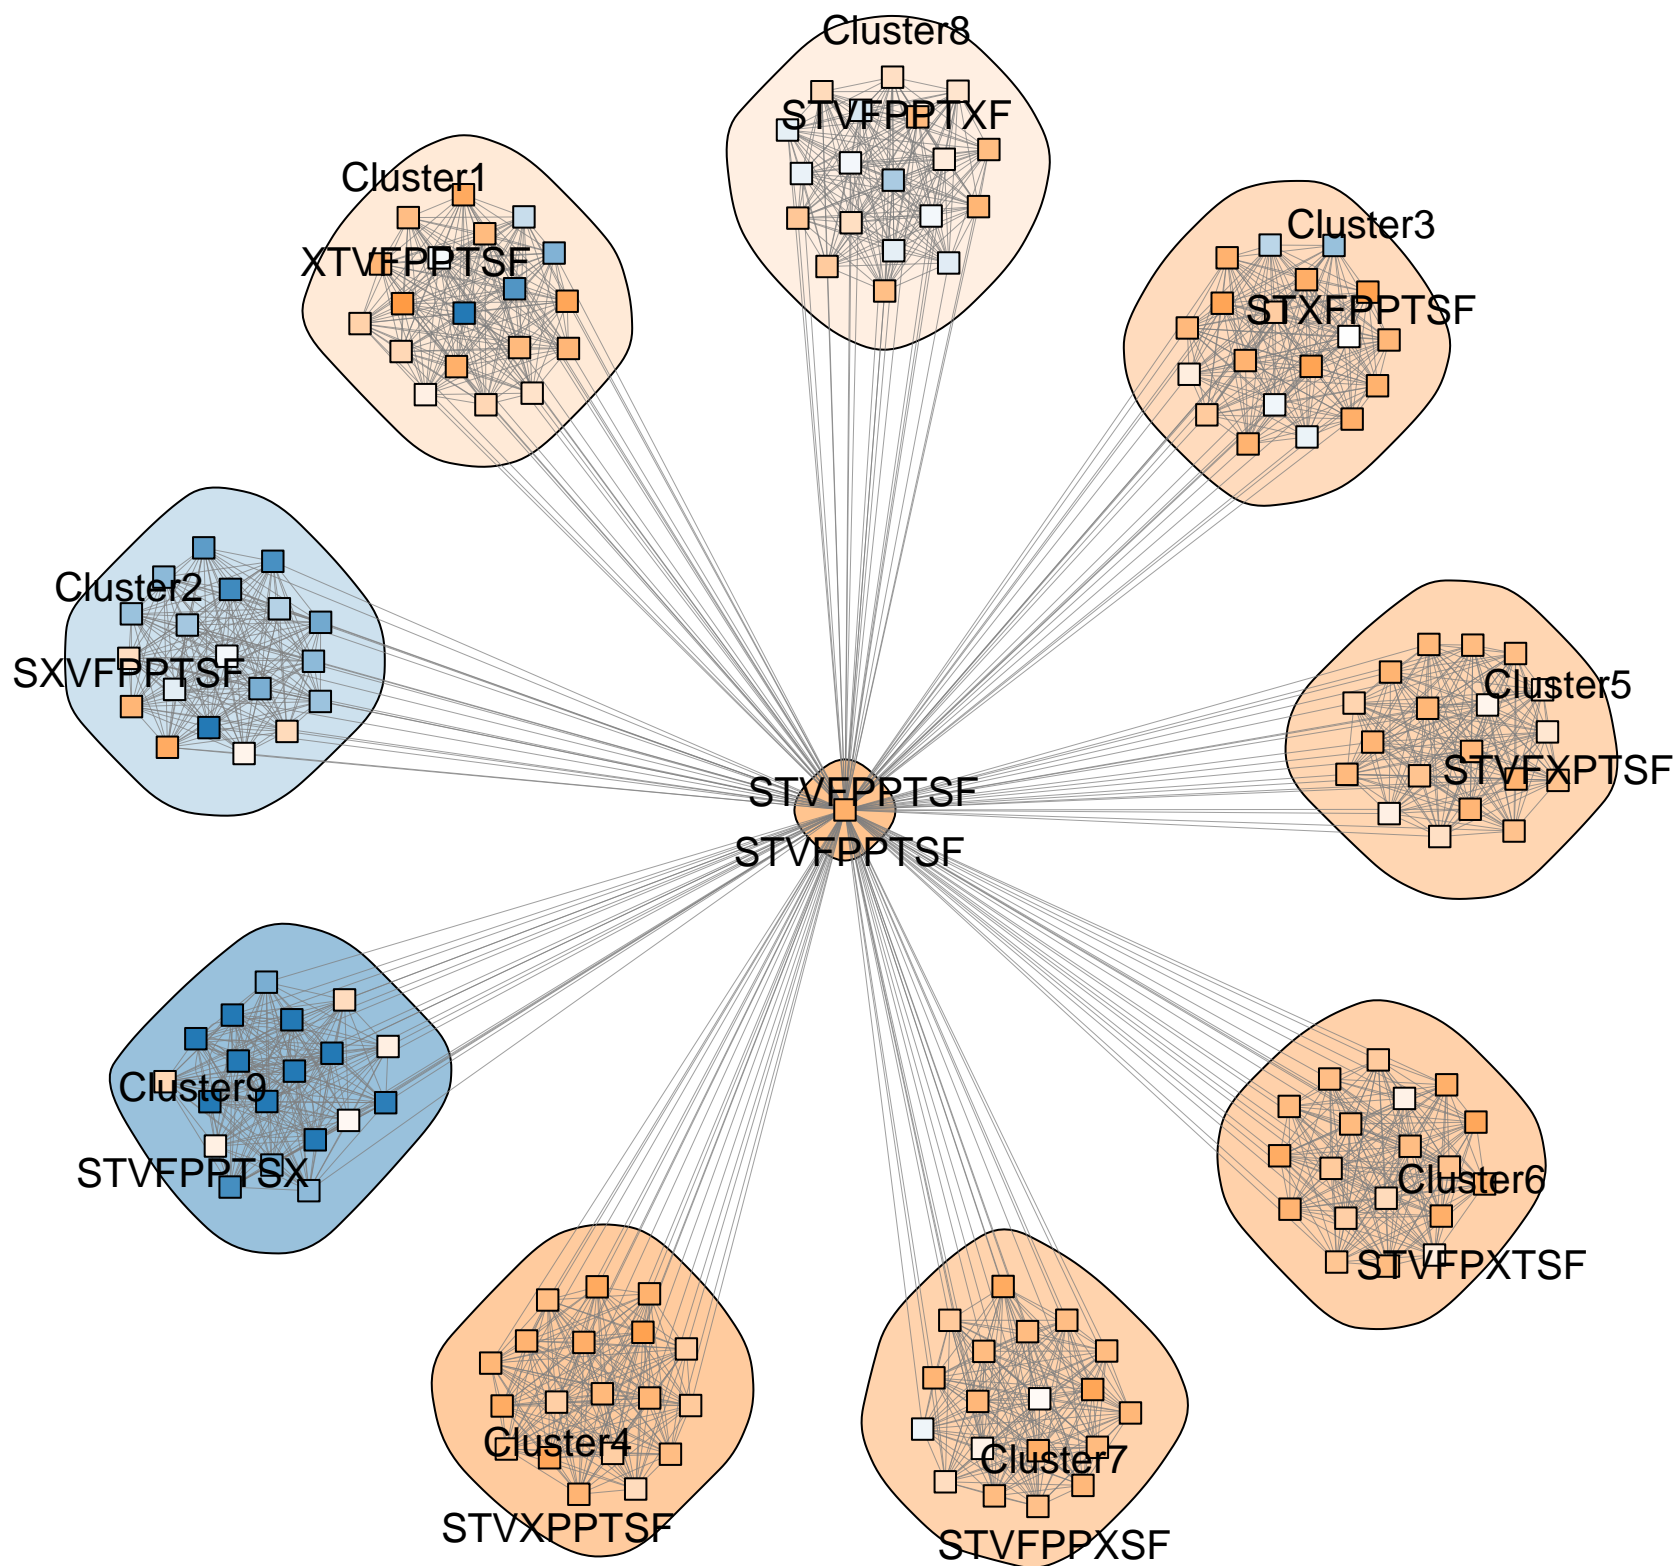 Cluster8
STVFPPTXF
Cluster1
XTVFPPTSF
Cluster3
STXFPPTSF
Cluster2
SXVFPPTSF
Cluster5
STVFXPTSF
STVFPPTSF
STVFPPTSF
Cluster9
STVFPPTSX
Cluster6
STVFPXTSF
Cluster4
STVXPPTSF
Cluster7
STVFPPXSF